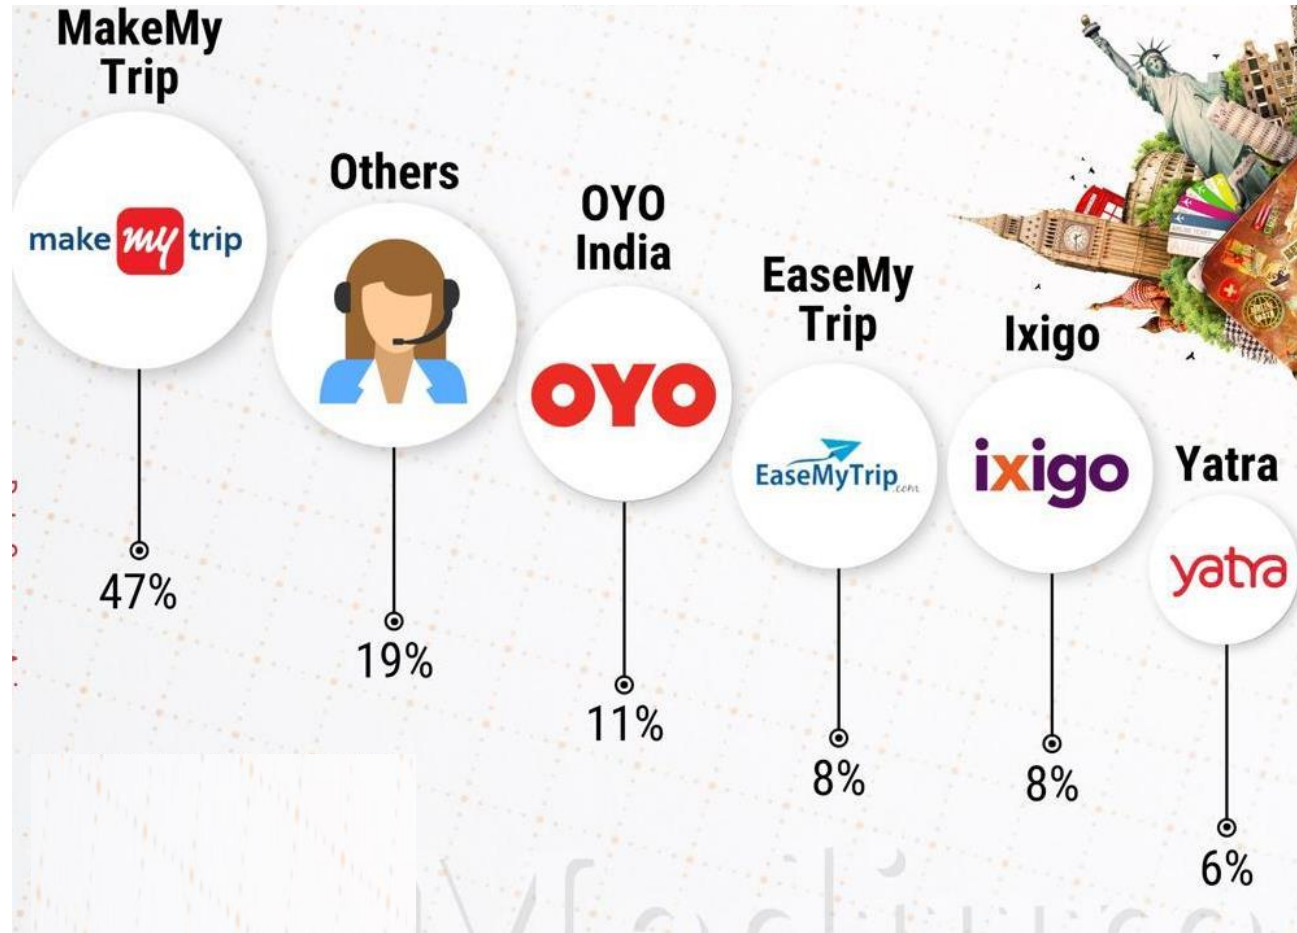 MakeMy
Trip
make my trip
47%
Others
19%
OYO
India
OYO
11%
EaseMy
Trip
EaseMyTrip.com
8%
Ixigo
ixigo
8%
Yatra
yatra
6%